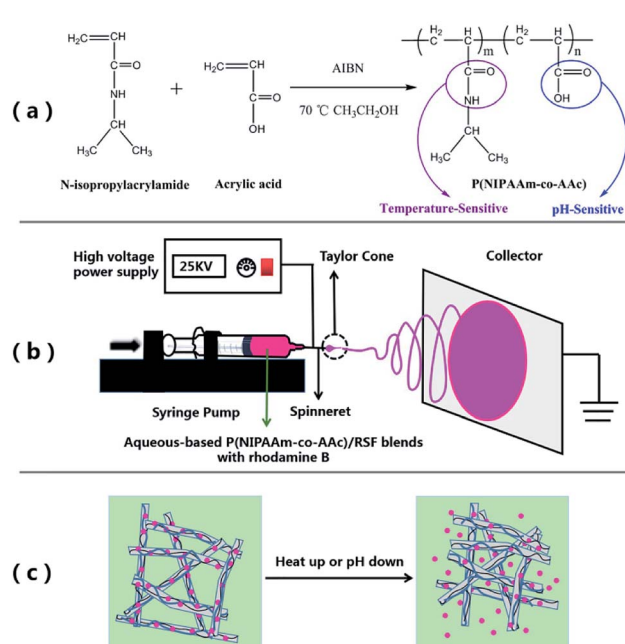 ( a )
H₂C
CH
C
O
NH
CH
H₃C
CH₃
N-isopropylacrylamide
+
H₂C
CH
C
O
OH
Acrylic acid
AIBN
70 ℃ CH₃CH₂OH
H₂
C
H
C
m
H₂
C
H
C
n
C=O
NH
CH
H₃C
CH₃
C
O
OH
P(NIPAAm-co-AAc)
Temperature-Sensitive
pH-Sensitive
( b )
High voltage
power supply
25KV
Taylor Cone
Collector
Syringe Pump
Spinneret
Aqueous-based P(NIPAAm-co-AAc)/RSF blends
with rhodamine B
( c )
Heat up or pH down